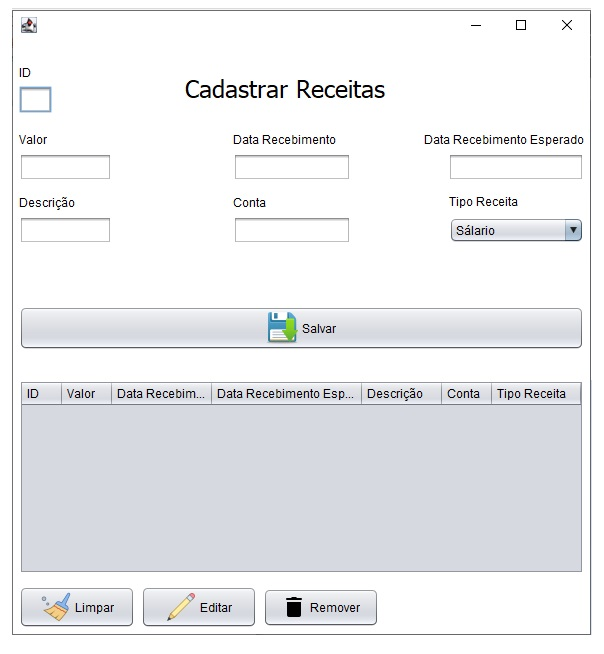 ID
Cadastrar Receitas
Valor Data Recebimento Data Recebimento Esperado
Descrição Conta Tipo Receita
Sálario
Salvar
ID Valor Data Recebim... Data Recebimento Esp... Descrição Conta Tipo Receita
Limpar Editar Remover